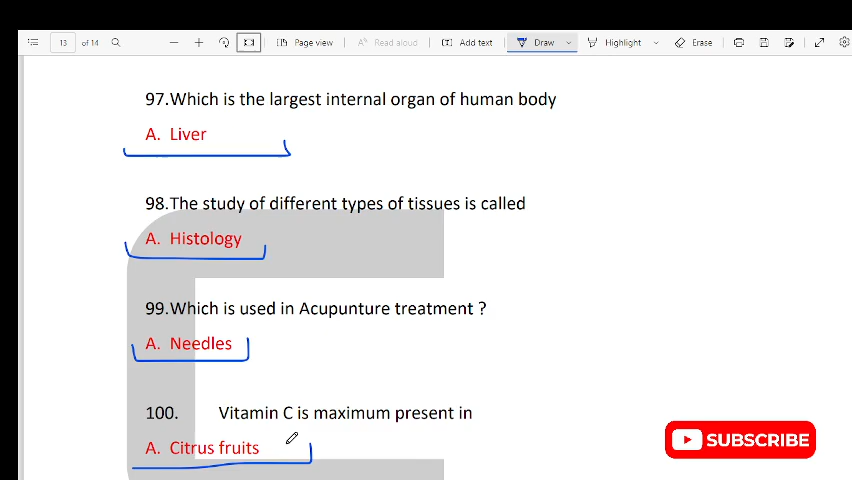 13 of 14 Page view Read aloud Add text Draw Highlight Erase
97.Which is the largest internal organ of human body
A. Liver
98.The study of different types of tissues is called
A. Histology
99.Which is used in Acupunture treatment ?
A. Needles
100. Vitamin C is maximum present in
A. Citrus fruits
SUBSCRIBE